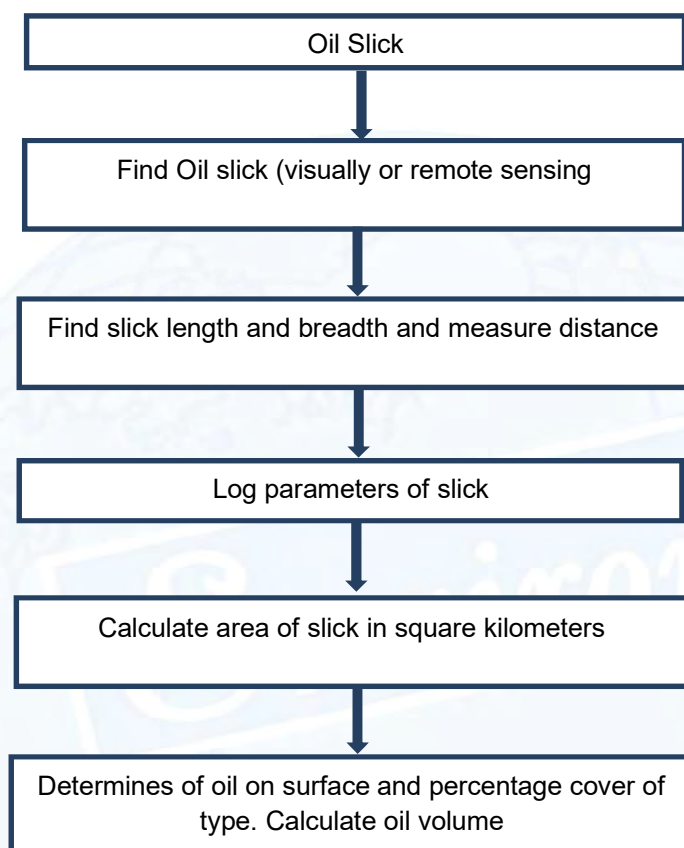 Oil Slick
Find Oil slick (visually or remote sensing
Find slick length and breadth and measure distance
Log parameters of slick
Calculate area of slick in square kilometers
Determines of oil on surface and percentage cover of
type. Calculate oil volume